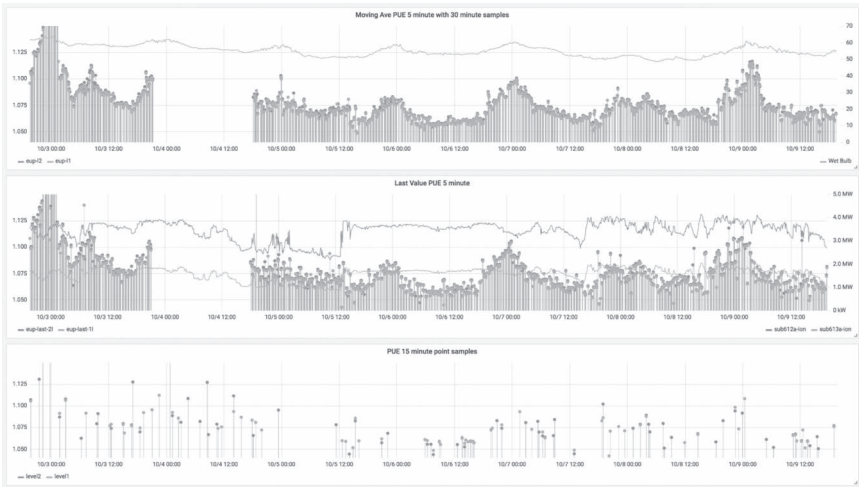 Moving Ave PUE 5 minute with 30 minute samples
1.125
1.100
1.075
1.050
70
60
50
40
30
20
10
0
10/3 00:00 10/3 12:00 10/4 00:00 10/4 12:00 10/5 00:00 10/5 12:00 10/6 00:00 10/6 12:00 10/7 00:00 10/7 12:00 10/8 00:00 10/8 12:00 10/9 00:00 10/9 12:00
eup-l2 eup-l1 Wet Bulb
Last Value PUE 5 minute
1.125
1.100
1.075
1.050
5.0 MW
4.0 MW
3.0 MW
2.0 MW
1.0 MW
0 kW
10/3 00:00 10/3 12:00 10/4 00:00 10/4 12:00 10/5 00:00 10/5 12:00 10/6 00:00 10/6 12:00 10/7 00:00 10/7 12:00 10/8 00:00 10/8 12:00 10/9 00:00 10/9 12:00
eup-last-2l eup-last-1l sub612a-ion sub613a-ion
PUE 15 minute point samples
1.125
1.100
1.075
1.050
10/3 00:00 10/3 12:00 10/4 00:00 10/4 12:00 10/5 00:00 10/5 12:00 10/6 00:00 10/6 12:00 10/7 00:00 10/7 12:00 10/8 00:00 10/8 12:00 10/9 00:00 10/9 12:00
level2 level1